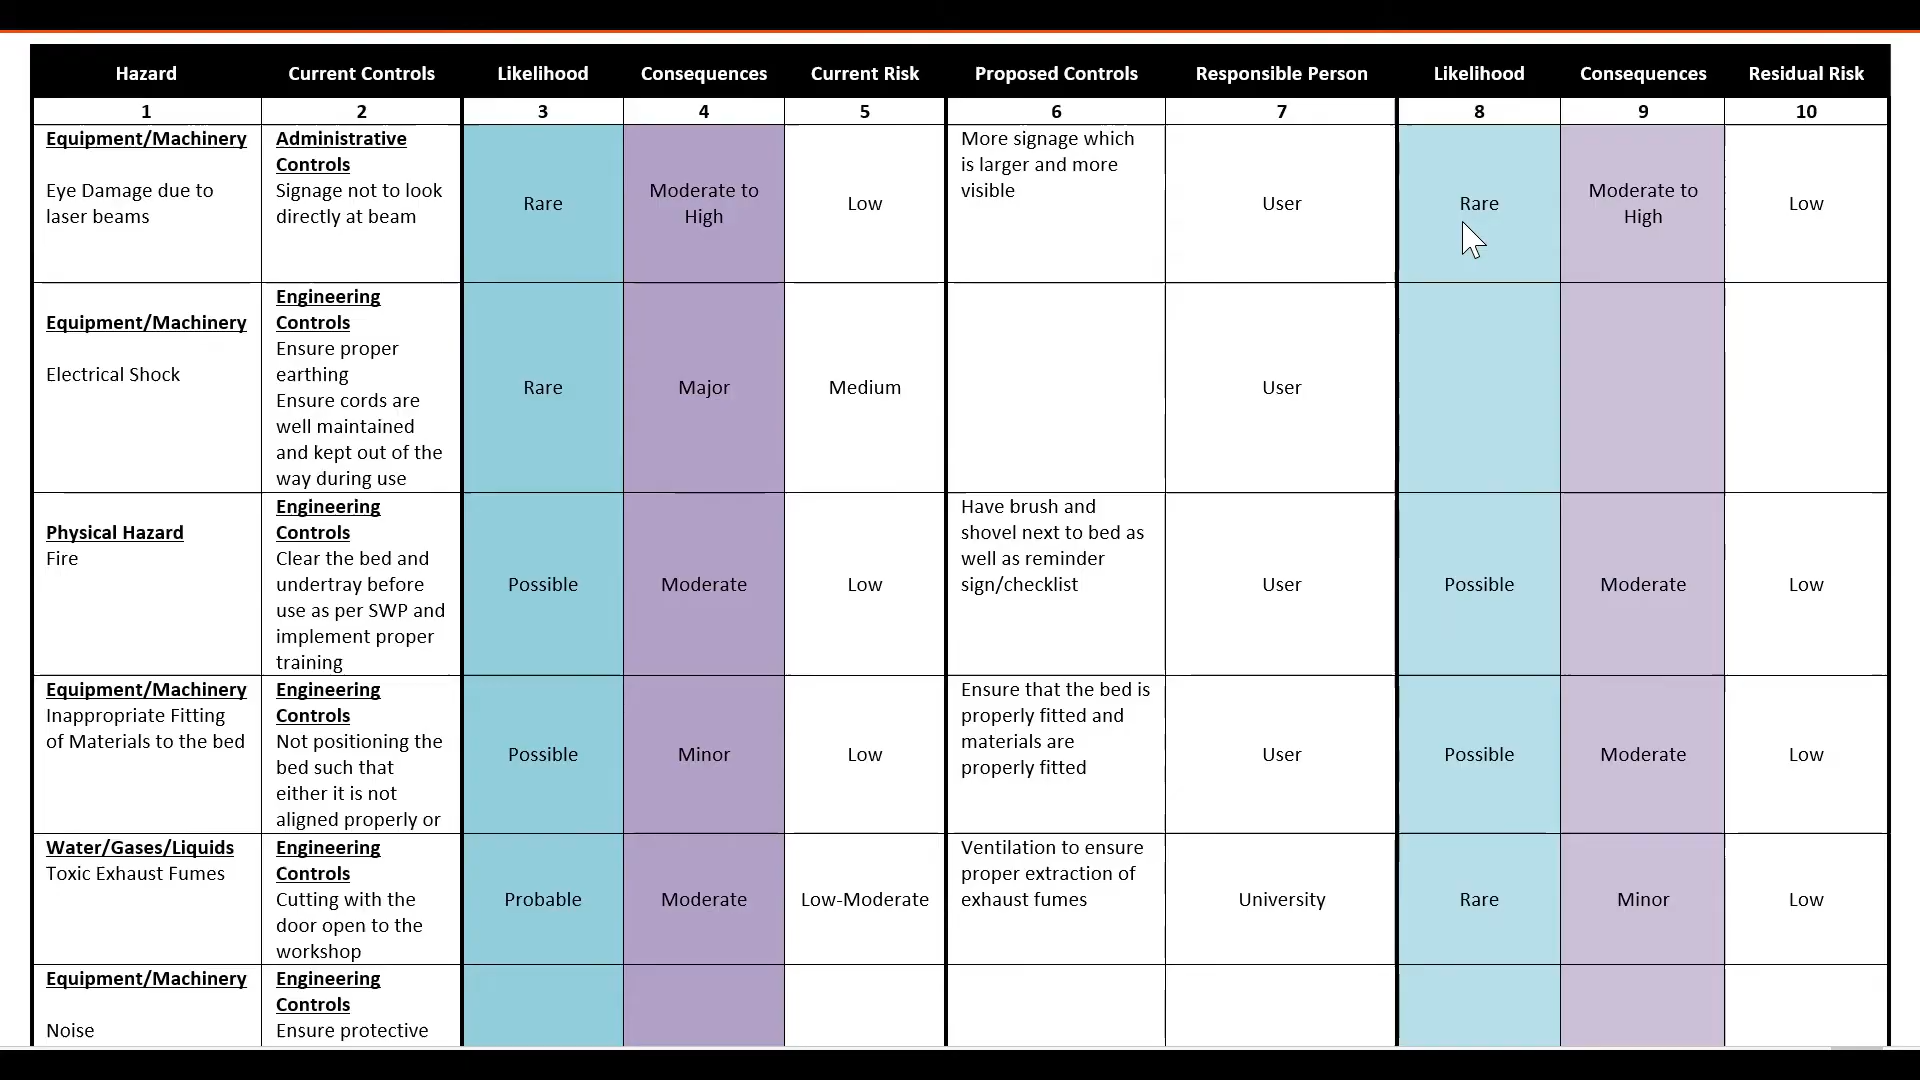 Hazard Current Controls Likelihood Consequences Current Risk Proposed Controls Responsible Person Likelihood Consequences Residual Risk
1 2 3 4 5 6 7 8 9 10
Equipment/Machinery
Eye Damage due to
laser beams
Administrative
Controls
Signage not to look
directly at beam
Rare
Moderate to
High
Low
More signage which
is larger and more
visible
User
Rare
Moderate to
High
Low
Equipment/Machinery
Electrical Shock
Engineering
Controls
Ensure proper
earthing
Ensure cords are
well maintained
and kept out of the
way during use
Rare
Major
Medium
User
Physical Hazard
Fire
Engineering
Controls
Clear the bed and
undertray before
use as per SWP and
implement proper
training
Possible
Moderate
Low
Have brush and
shovel next to bed as
well as reminder
sign/checklist
User
Possible
Moderate
Low
Equipment/Machinery
Inappropriate Fitting
of Materials to the bed
Engineering
Controls
Not positioning the
bed such that
either it is not
aligned properly or
Possible
Minor
Low
Ensure that the bed is
properly fitted and
materials are
properly fitted
User
Possible
Moderate
Low
Water/Gases/Liquids
Toxic Exhaust Fumes
Engineering
Controls
Cutting with the
door open to the
workshop
Probable
Moderate
Low-Moderate
Ventilation to ensure
proper extraction of
exhaust fumes
University
Rare
Minor
Low
Equipment/Machinery
Noise
Engineering
Controls
Ensure protective